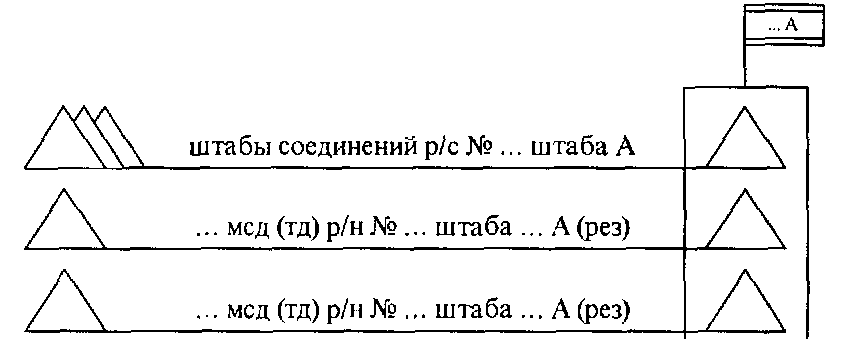 ... А
штабы соединений р/с № ... штаба А
... мсд (тд) р/н № ... штаба ... А (рез)
... мсд (тд) р/н № ... штаба ... А (рез)